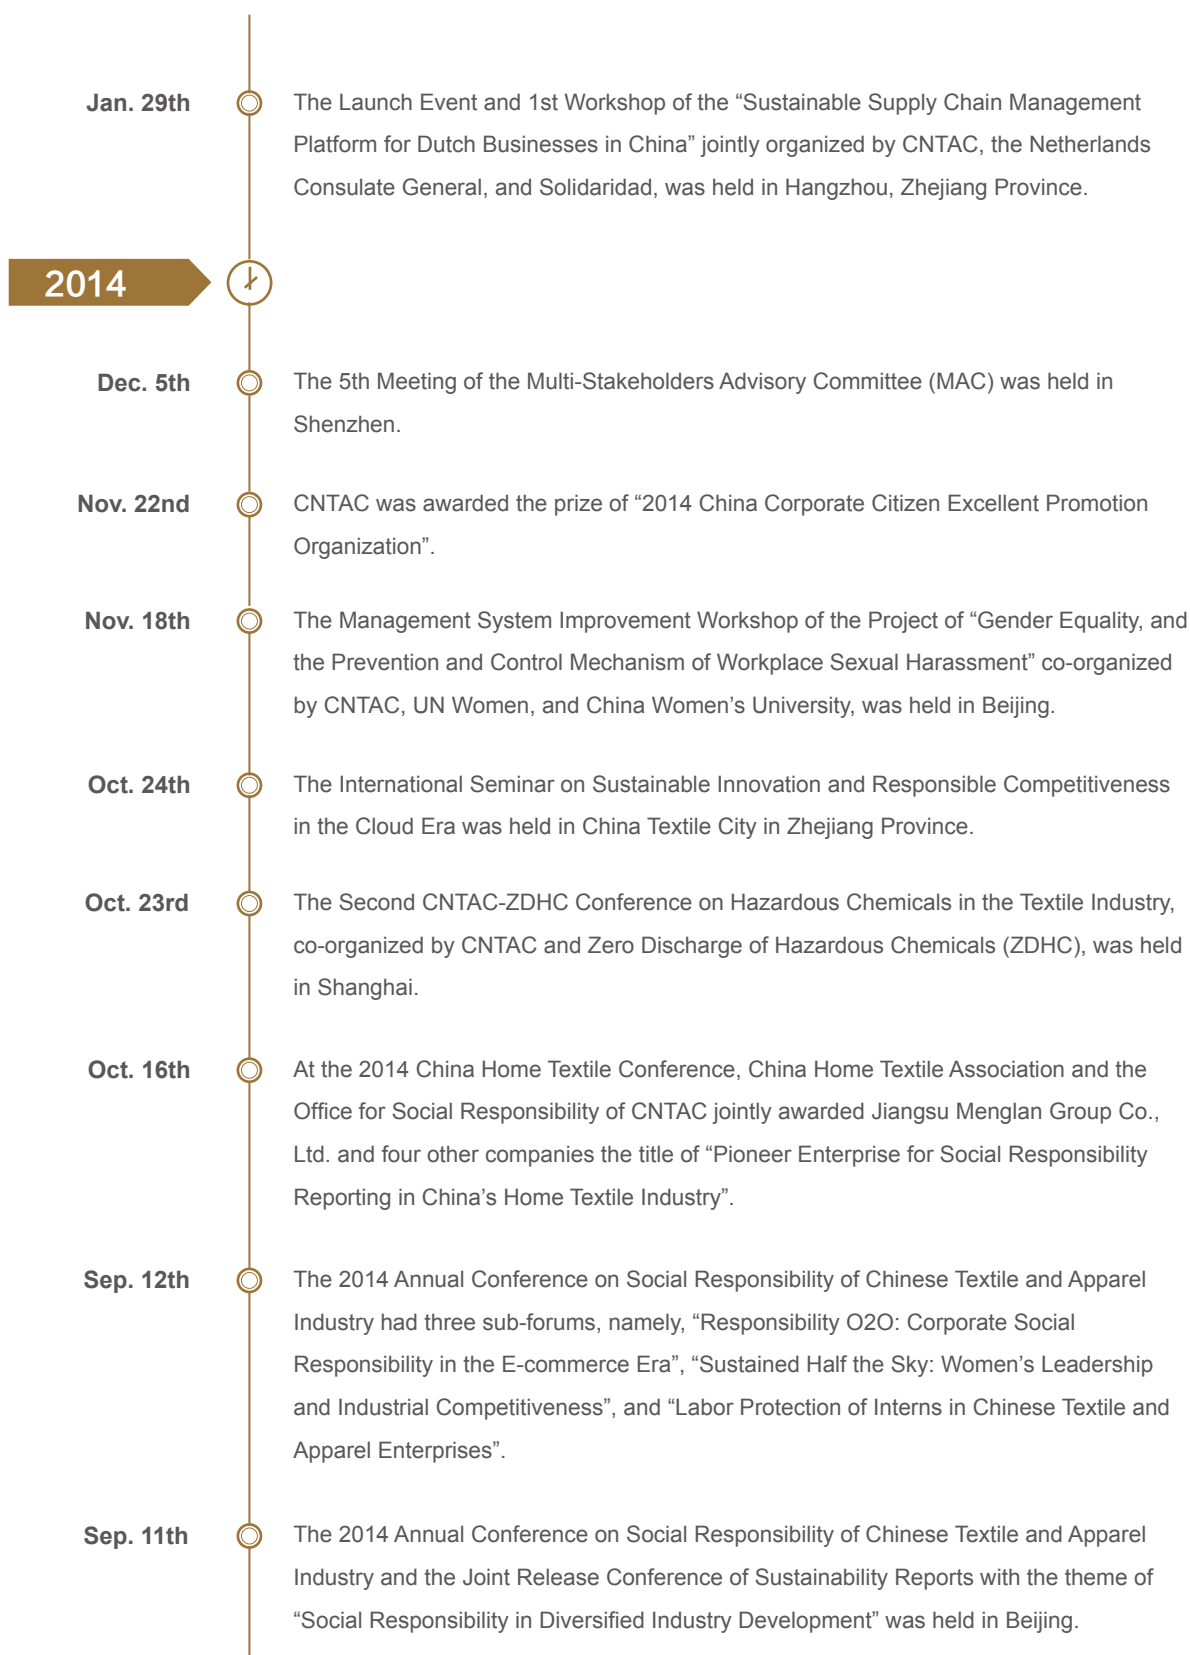 Jan. 29th
The Launch Event and 1st Workshop of the “Sustainable Supply Chain Management
Platform for Dutch Businesses in China” jointly organized by CNTAC, the Netherlands
Consulate General, and Solidaridad, was held in Hangzhou, Zhejiang Province.
2014
Dec. 5th
The 5th Meeting of the Multi-Stakeholders Advisory Committee (MAC) was held in
Shenzhen.
Nov. 22nd
CNTAC was awarded the prize of “2014 China Corporate Citizen Excellent Promotion
Organization”.
Nov. 18th
The Management System Improvement Workshop of the Project of “Gender Equality, and
the Prevention and Control Mechanism of Workplace Sexual Harassment” co-organized
by CNTAC, UN Women, and China Women’s University, was held in Beijing.
Oct. 24th
The International Seminar on Sustainable Innovation and Responsible Competitiveness
in the Cloud Era was held in China Textile City in Zhejiang Province.
Oct. 23rd
The Second CNTAC-ZDHC Conference on Hazardous Chemicals in the Textile Industry,
co-organized by CNTAC and Zero Discharge of Hazardous Chemicals (ZDHC), was held
in Shanghai.
Oct. 16th
At the 2014 China Home Textile Conference, China Home Textile Association and the
Office for Social Responsibility of CNTAC jointly awarded Jiangsu Menglan Group Co.,
Ltd. and four other companies the title of “Pioneer Enterprise for Social Responsibility
Reporting in China’s Home Textile Industry”.
Sep. 12th
The 2014 Annual Conference on Social Responsibility of Chinese Textile and Apparel
Industry had three sub-forums, namely, “Responsibility O2O: Corporate Social
Responsibility in the E-commerce Era”, “Sustained Half the Sky: Women’s Leadership
and Industrial Competitiveness”, and “Labor Protection of Interns in Chinese Textile and
Apparel Enterprises”.
Sep. 11th
The 2014 Annual Conference on Social Responsibility of Chinese Textile and Apparel
Industry and the Joint Release Conference of Sustainability Reports with the theme of
“Social Responsibility in Diversified Industry Development” was held in Beijing.